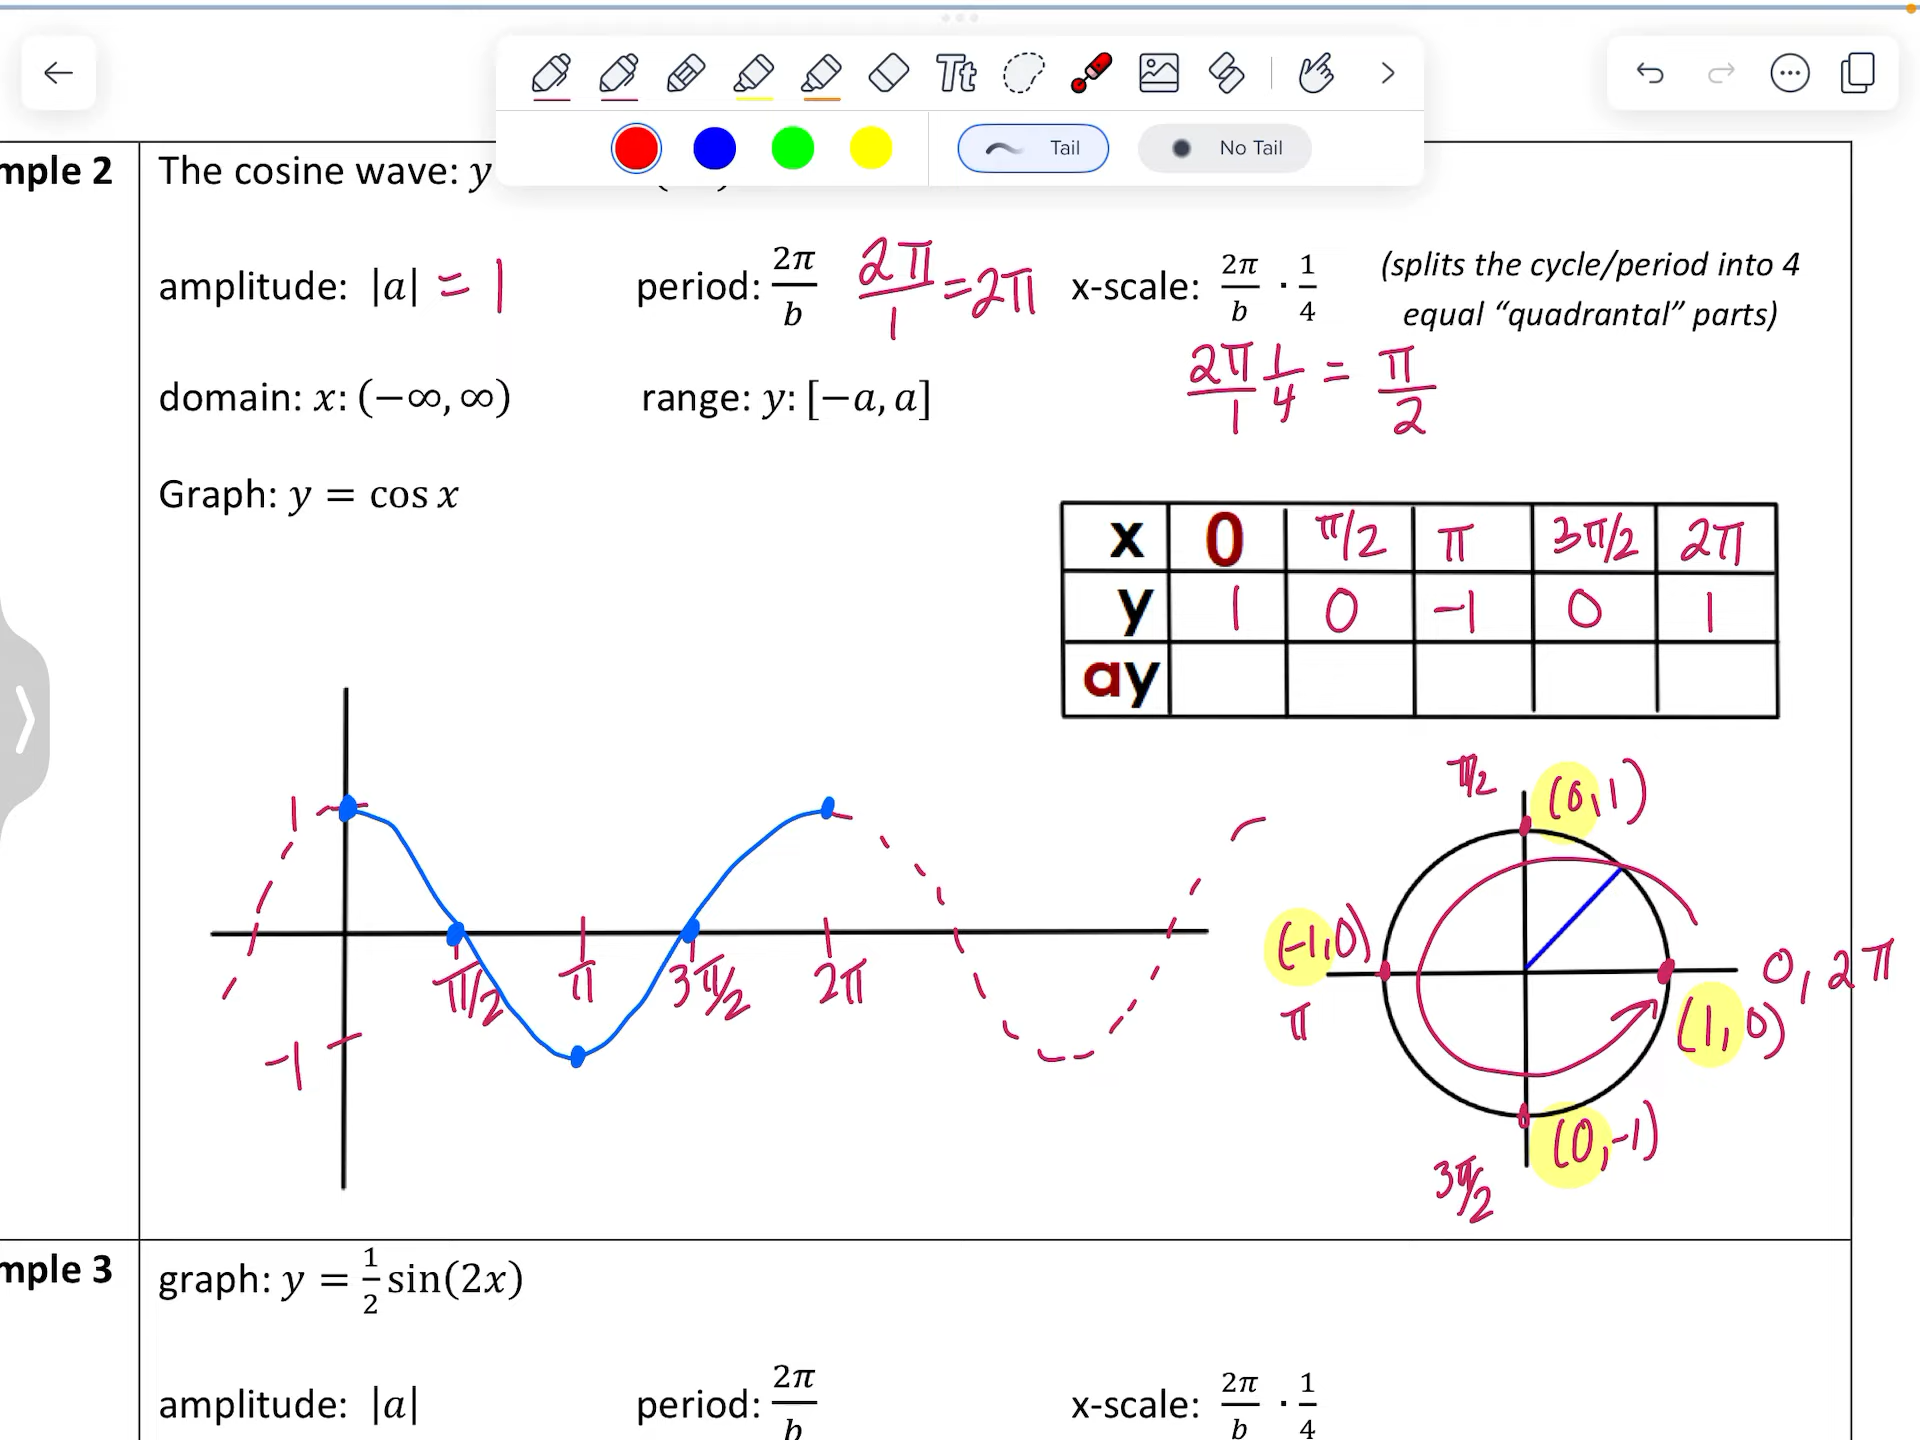 Tt
Tail
No Tail
mple 2
The cosine wave: y
amplitude: |a| = 1
period: 2π/b 2π/1 = 2π
x-scale: 2π/b · 1/4
(splits the cycle/period into 4
equal “quadrantal” parts)
2π/1 1/4 = π/2
domain: x: (−∞, ∞)
range: y: [−a, a]
Graph: y = cos x
x 0 π/2 π 3π/2 2π
y 1 0 -1 0 1
ay
1
-1
π/2
π
3π/2
2π
π/2
(0,1)
(-1,0)
π
0, 2π
(1,0)
(0,-1)
3π/2
mple 3
graph: y = 1/2 sin(2x)
amplitude: |a|
period: 2π/b
x-scale: 2π/b · 1/4